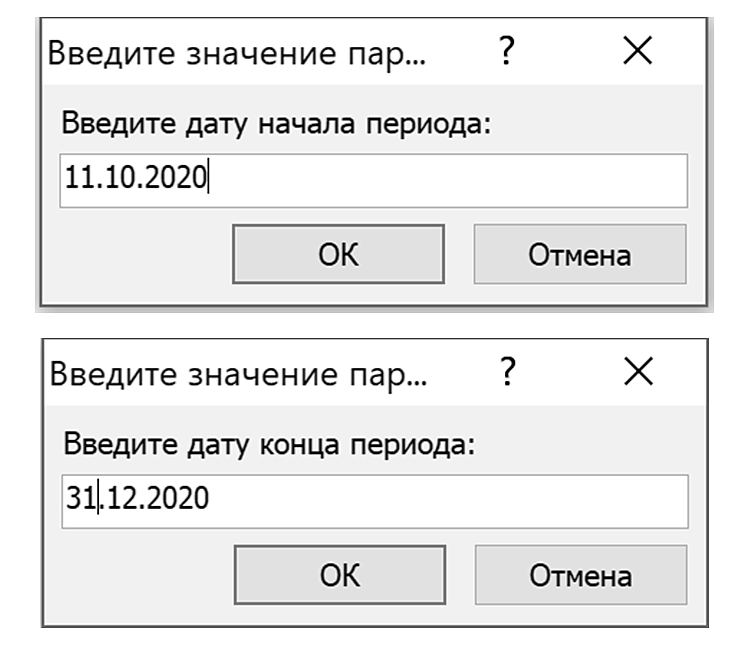 Введите значение пар... ?
Введите дату начала периода:
11.10.2020
ОК Отмена
Введите значение пар... ?
Введите дату конца периода:
31.12.2020
ОК Отмена